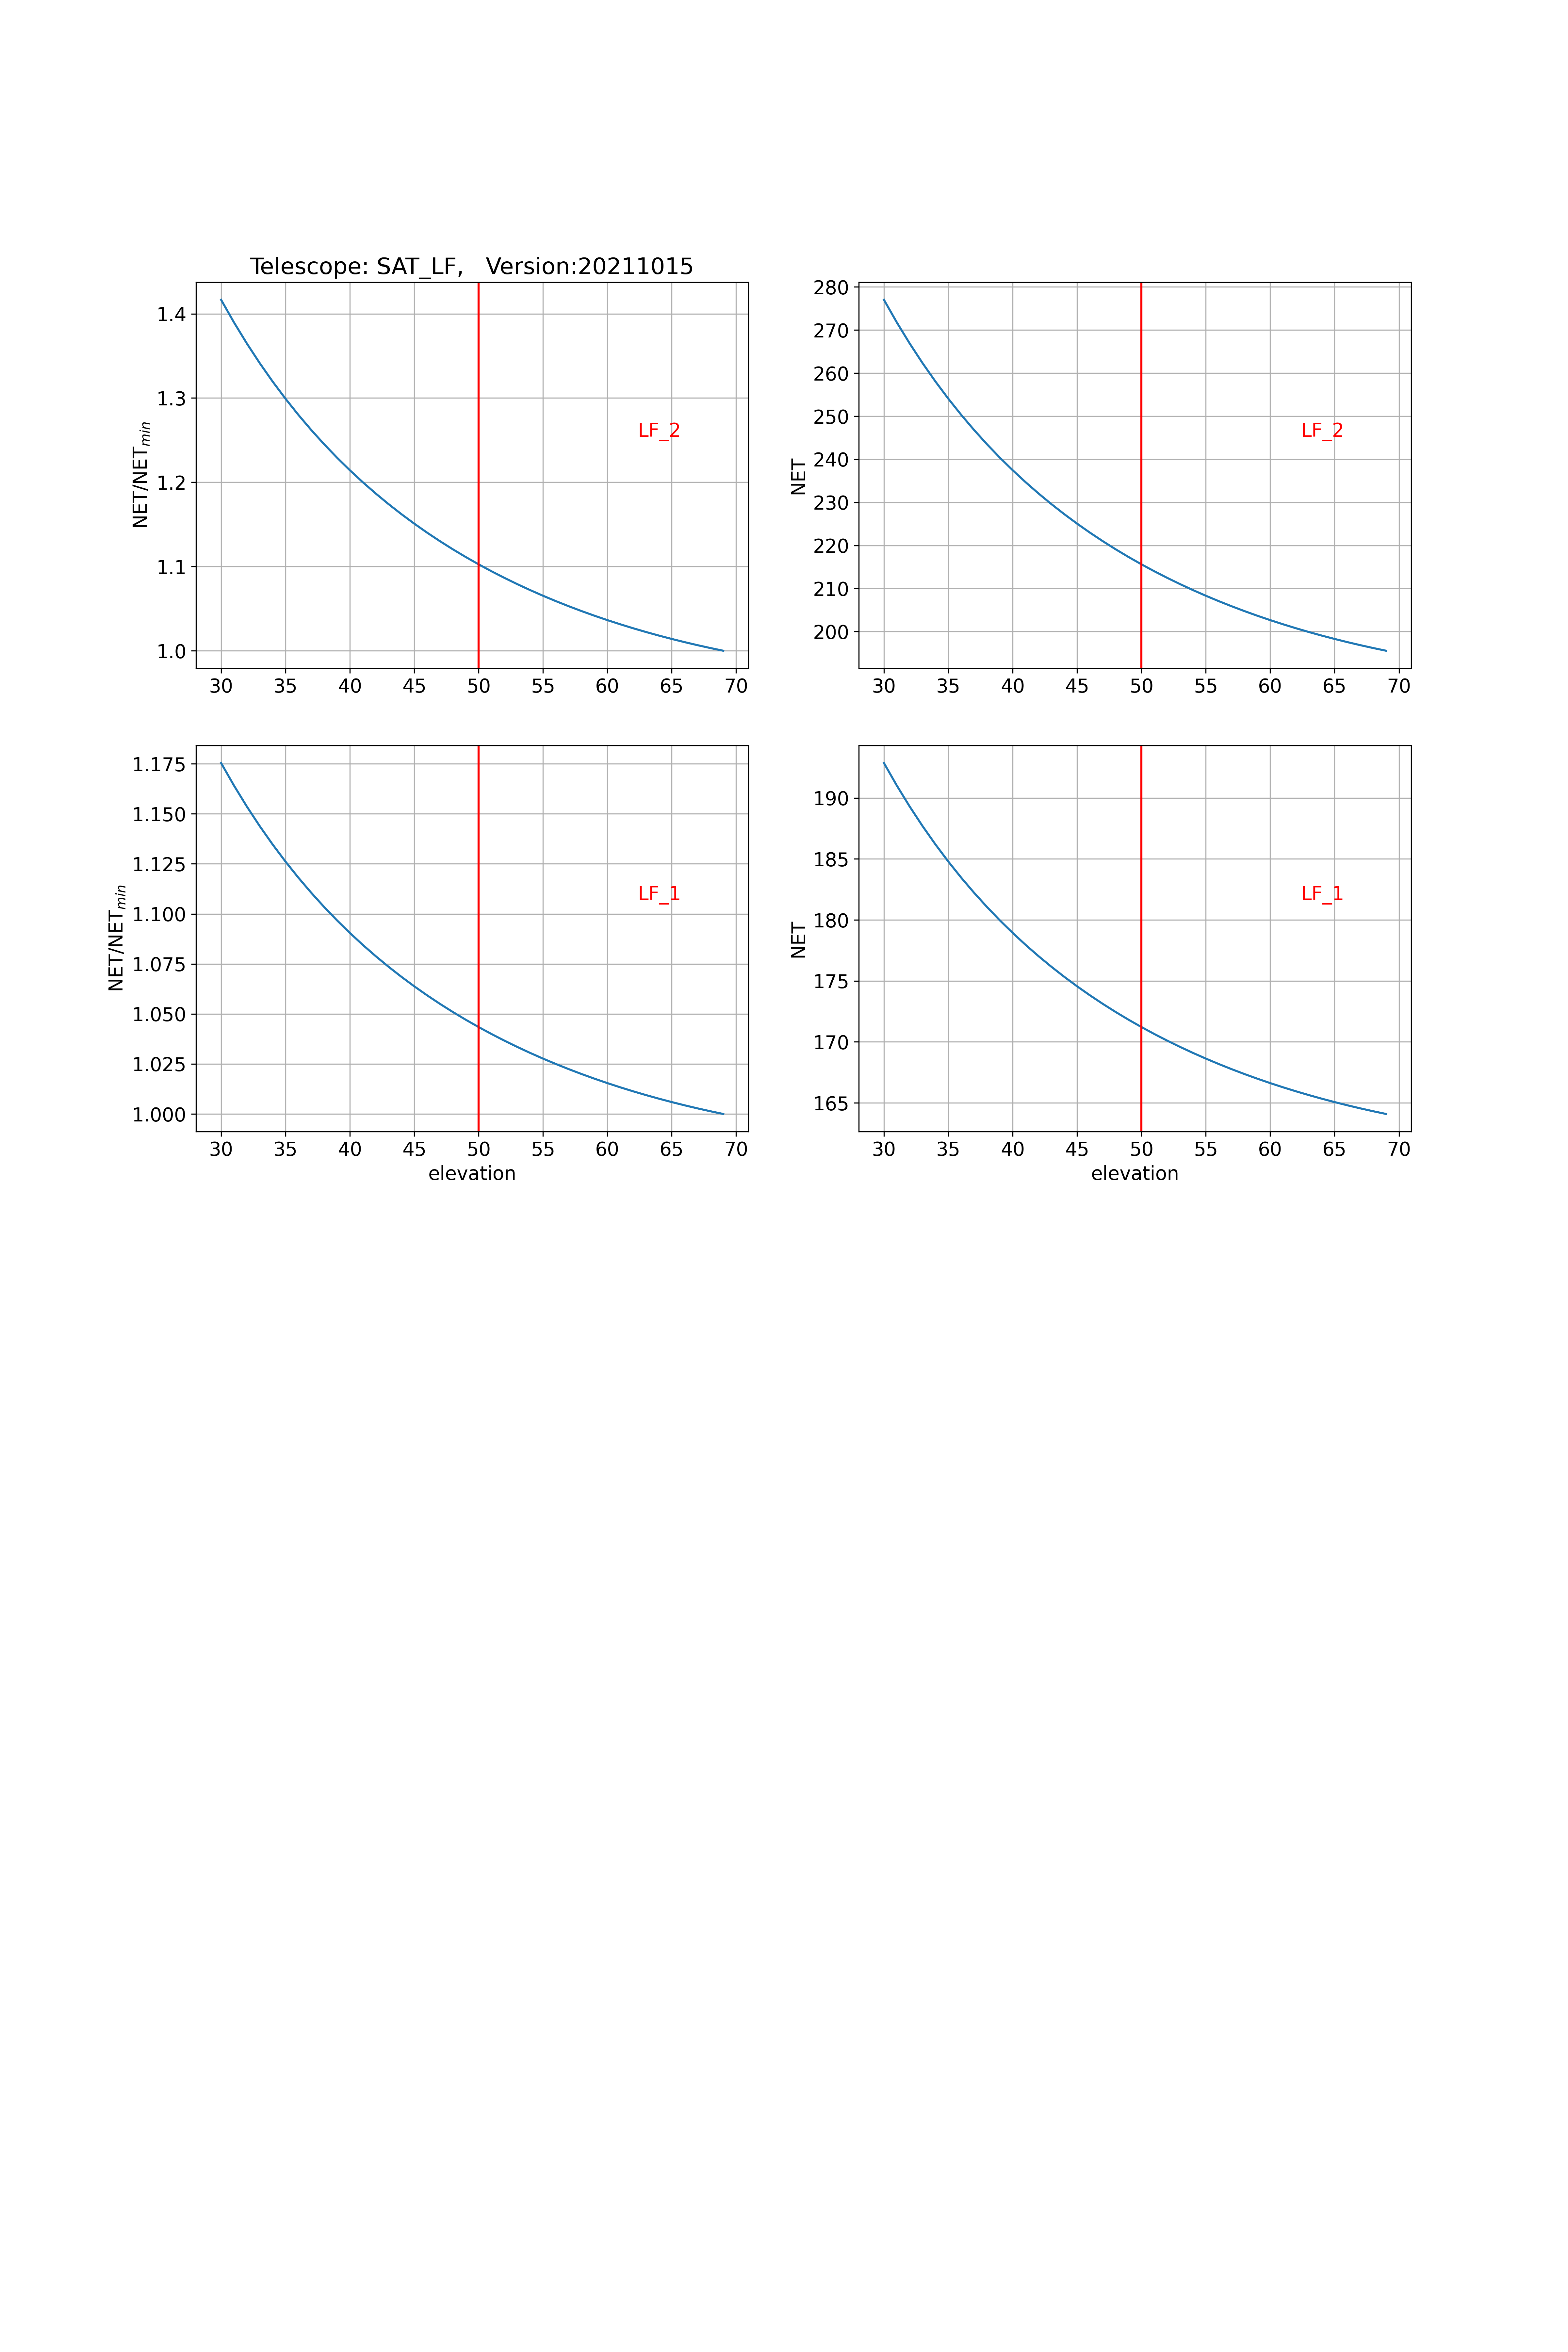 Telescope: SAT_LF,   Version:20211015
NET/NET_min
1.4
1.3
1.2
1.1
1.0
30 35 40 45 50 55 60 65 70
LF_2
NET
280
270
260
250
240
230
220
210
200
30 35 40 45 50 55 60 65 70
LF_2
NET/NET_min
1.175
1.150
1.125
1.100
1.075
1.050
1.025
1.000
30 35 40 45 50 55 60 65 70
elevation
LF_1
NET
190
185
180
175
170
165
30 35 40 45 50 55 60 65 70
elevation
LF_1